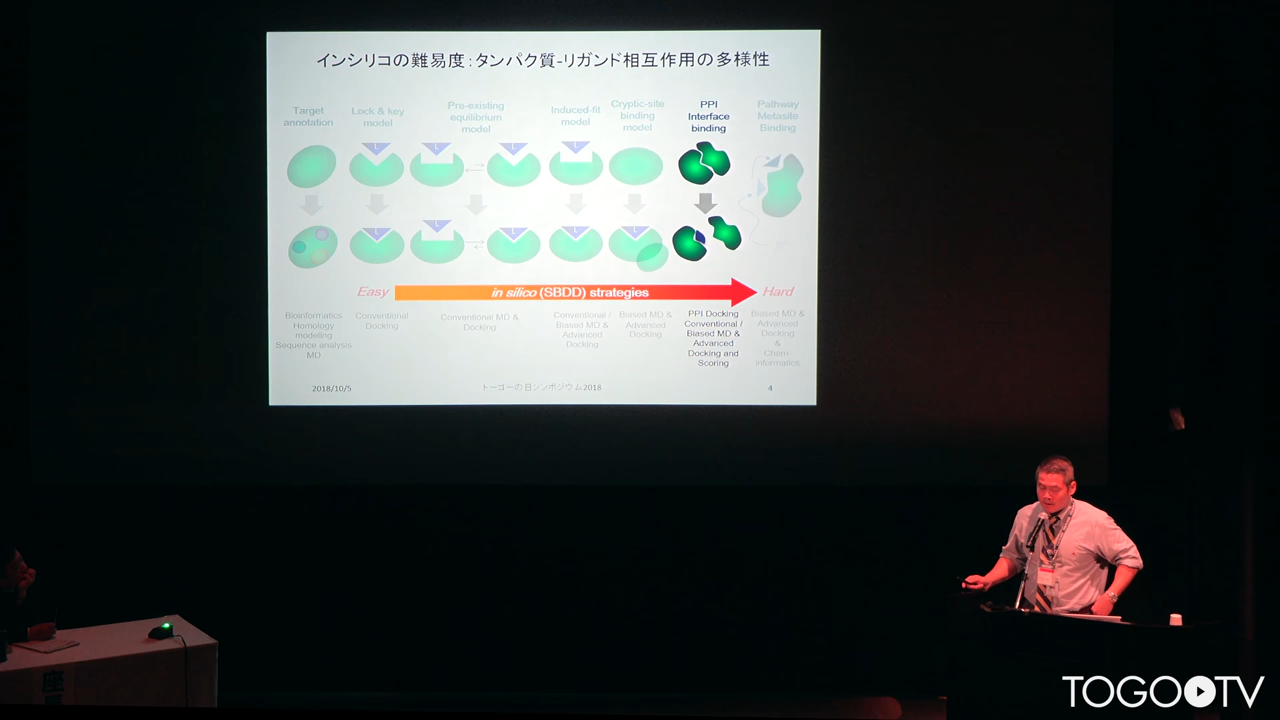 インシリコの難易度：タンパク質-リガンド相互作用の多様性
Target
annotation
Lock & key
model
Pre-existing
equilibrium
model
Induced-fit
model
Cryptic-site
binding
model
PPI
Interface
binding
Pathway
Metasite
Binding
L
L
L
L
L
L
L
L
L
Easy
in silico (SBDD) strategies
Hard
Bioinformatics
Homology
modeling
Sequence analysis
MD
Conventional
Docking
Conventional MD &
Docking
Conventional /
Biased MD &
Advanced
Docking
Biased MD &
Advanced
Docking
PPI Docking
Conventional /
Biased MD &
Advanced
Docking and
Scoring
Biased MD &
Advanced
Docking
&
Chem-
informatics
2018/10/5
トーゴーの日シンポジウム2018
4
座
TOGO TV